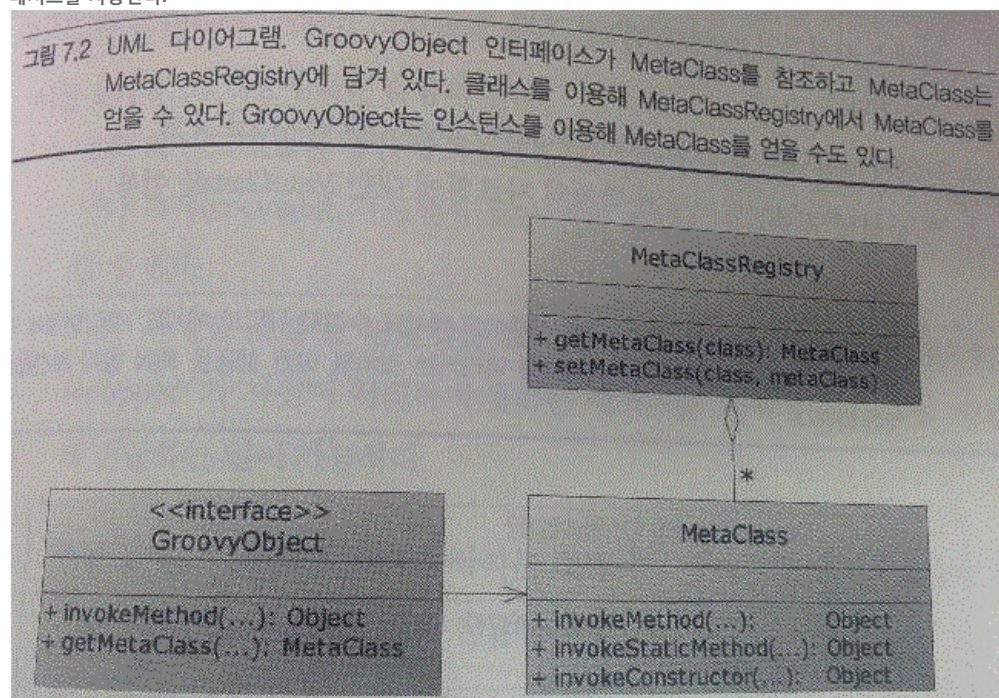 그림 7.2 UML 다이어그램. GroovyObject 인터페이스가 MetaClass를 참조하고 MetaClass는
MetaClassRegistry에 담겨 있다. 클래스를 이용해 MetaClassRegistry에서 MetaClass를
얻을 수 있다. GroovyObject는 인스턴스를 이용해 MetaClass를 얻을 수도 있다.
MetaClassRegistry
+ getMetaClass(class): MetaClass
+ setMetaClass(class, metaClass)
*
<<interface>>
GroovyObject
+ invokeMethod(...): Object
+ getMetaClass(...): MetaClass
MetaClass
+ invokeMethod(...): Object
+ invokeStaticMethod(...): Object
+ invokeConstructor(...): Object